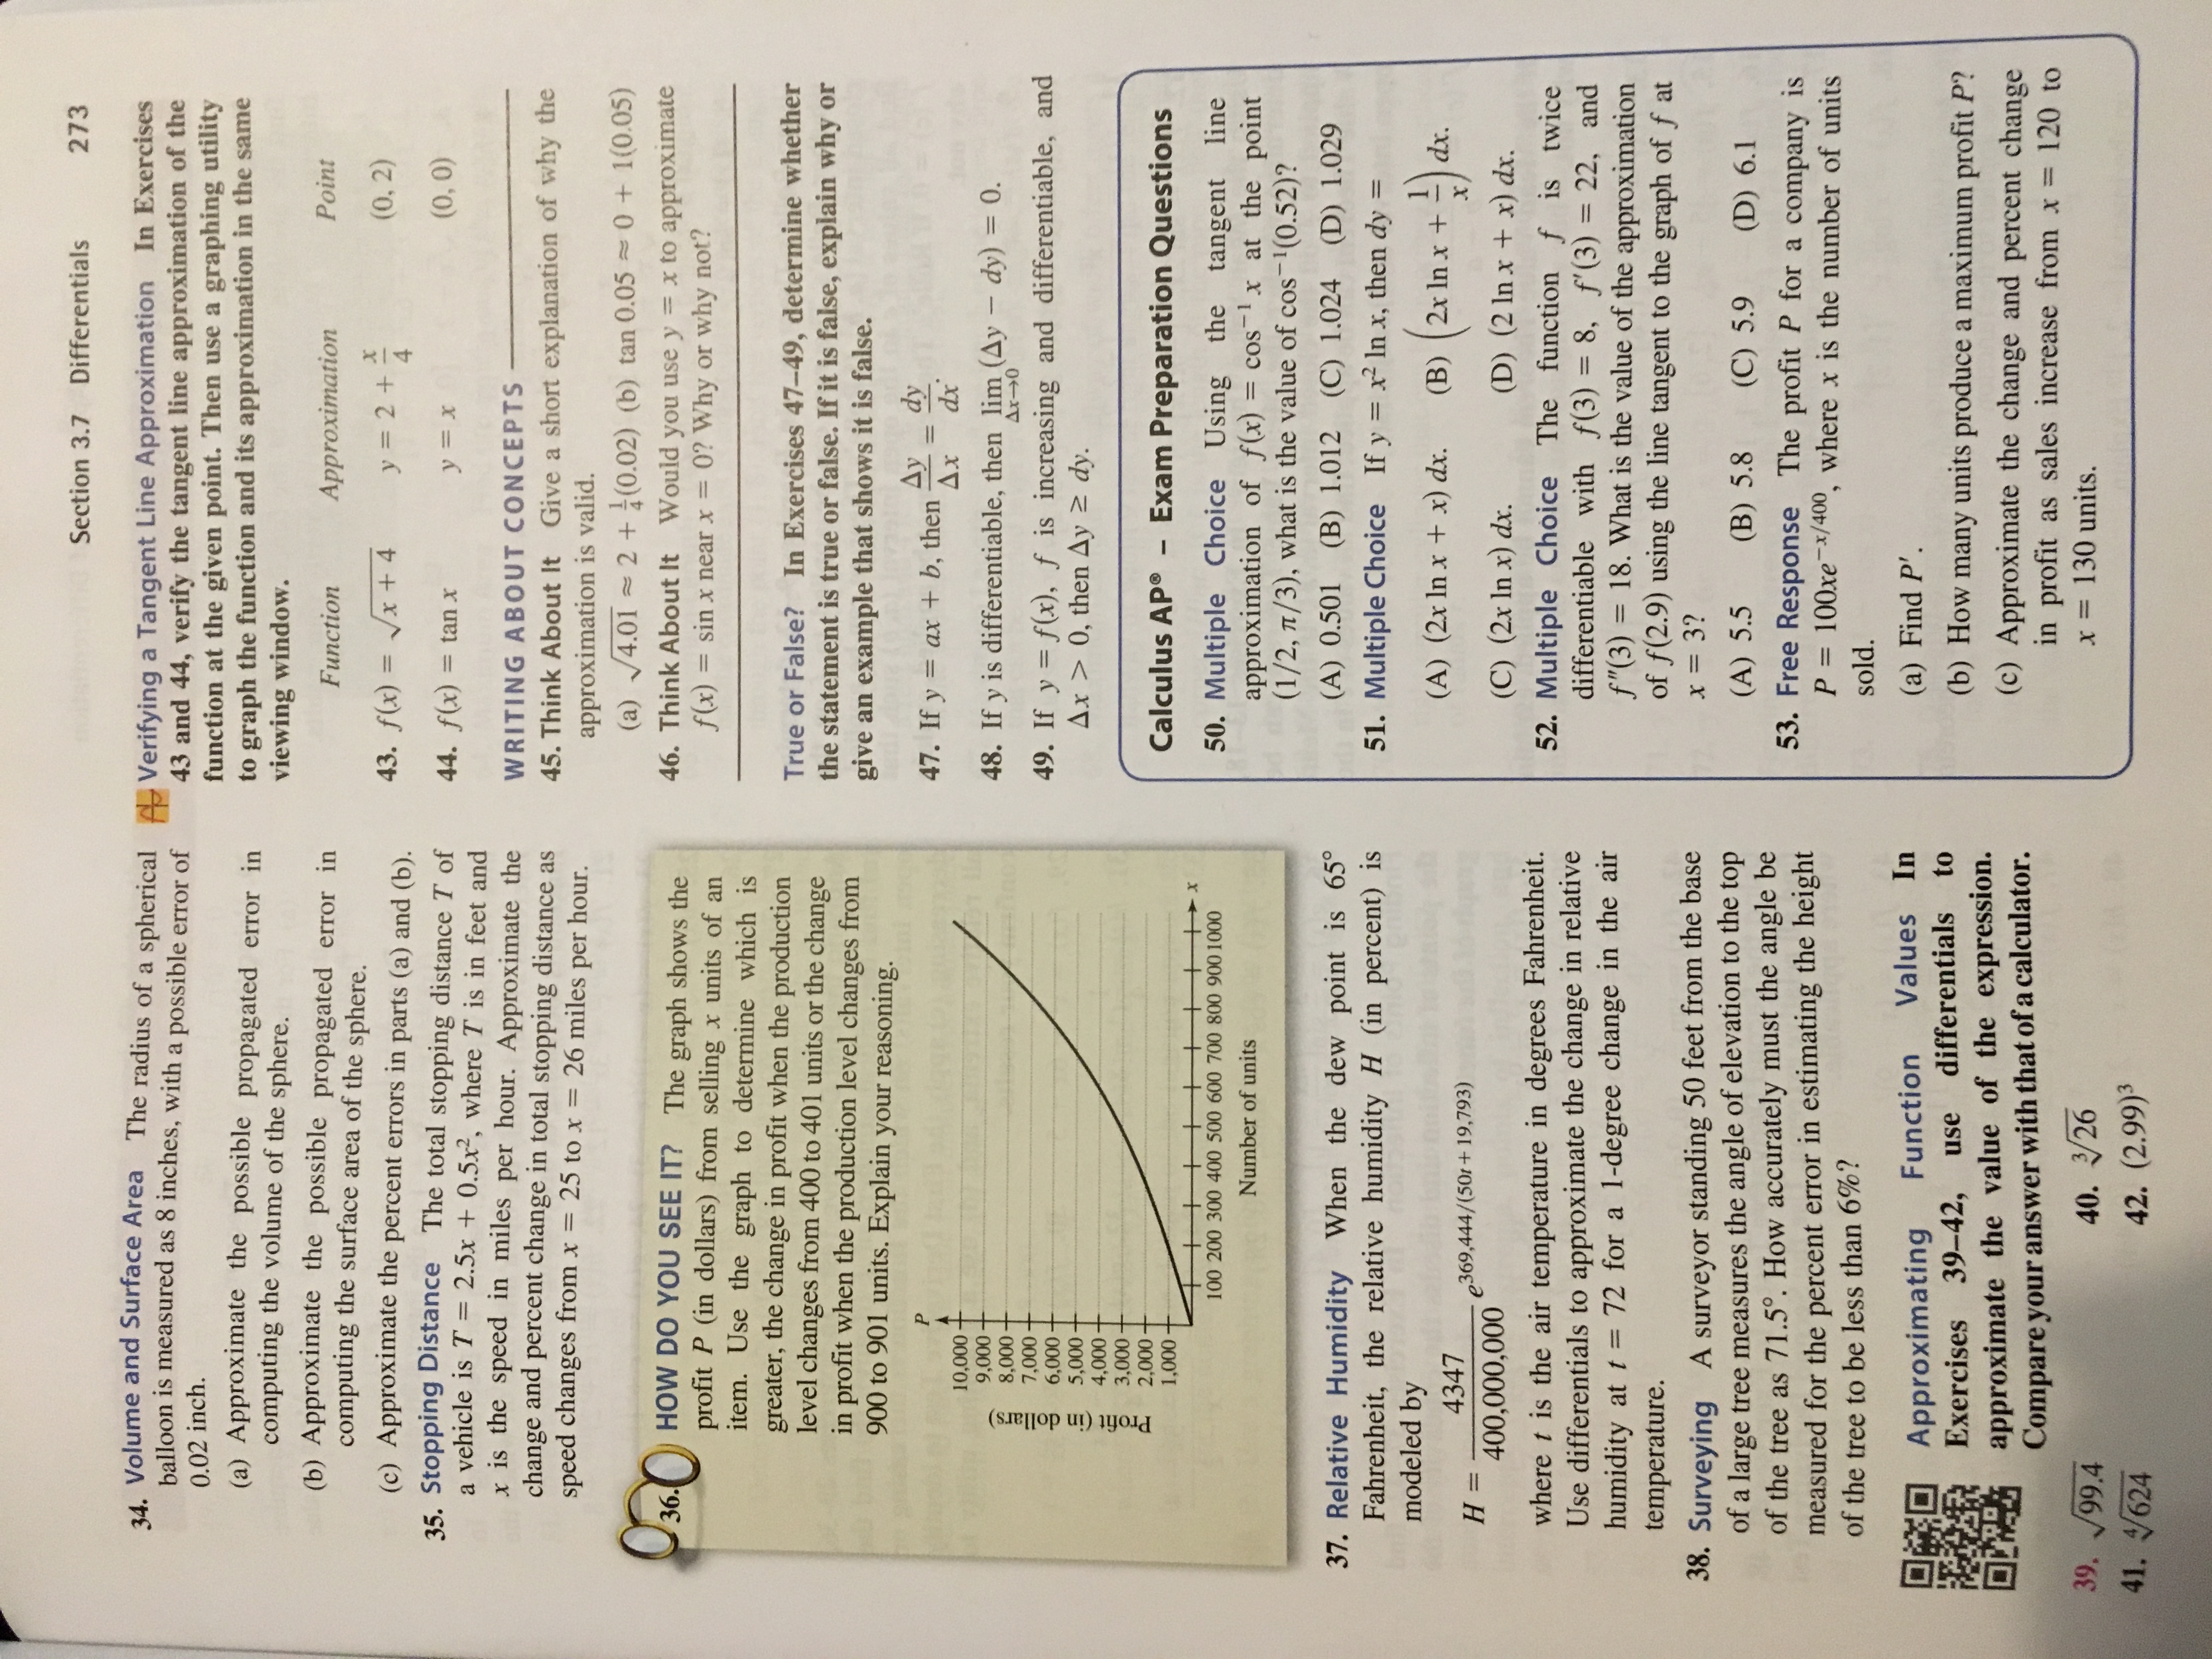 Section 3.7 Differentials 273
34. Volume and Surface Area The radius of a spherical
balloon is measured as 8 inches, with a possible error of
0.02 inch.
(a) Approximate the possible propagated error in
computing the volume of the sphere.
(b) Approximate the possible propagated error in
computing the surface area of the sphere.
(c) Approximate the percent errors in parts (a) and (b).
35. Stopping Distance The total stopping distance T of
a vehicle is T = 2.5x + 0.5x², where T is in feet and
x is the speed in miles per hour. Approximate the
change and percent change in total stopping distance as
speed changes from x = 25 to x = 26 miles per hour.
36. HOW DO YOU SEE IT? The graph shows the
profit P (in dollars) from selling x units of an
item. Use the graph to determine which is
greater, the change in profit when the production
level changes from 400 to 401 units or the change
in profit when the production level changes from
900 to 901 units. Explain your reasoning.
P
10,000
9,000
8,000
7,000
6,000
5,000
4,000
3,000
2,000
1,000
Profit (in dollars)
x
100 200 300 400 500 600 700 800 900 1000
Number of units
37. Relative Humidity When the dew point is 65°
Fahrenheit, the relative humidity H (in percent) is
modeled by
H = 4347/400,000,000 e^(369,444/(50t + 19,793))
where t is the air temperature in degrees Fahrenheit.
Use differentials to approximate the change in relative
humidity at t = 72 for a 1-degree change in the air
temperature.
38. Surveying A surveyor standing 50 feet from the base
of a large tree measures the angle of elevation to the top
of the tree as 71.5°. How accurately must the angle be
measured for the percent error in estimating the height
of the tree to be less than 6%?
Approximating Function Values In
Exercises 39–42, use differentials to
approximate the value of the expression.
Compare your answer with that of a calculator.
39. √99.4 40. ∛26
41. ∜624 42. (2.99)³
Verifying a Tangent Line Approximation In Exercises
43 and 44, verify the tangent line approximation of the
function at the given point. Then use a graphing utility
to graph the function and its approximation in the same
viewing window.
Function Approximation Point
43. f(x) = √(x + 4) y = 2 + x/4 (0, 2)
44. f(x) = tan x y = x (0, 0)
WRITING ABOUT CONCEPTS
45. Think About It Give a short explanation of why the
approximation is valid.
(a) √4.01 ≈ 2 + ¼(0.02) (b) tan 0.05 ≈ 0 + 1(0.05)
46. Think About It Would you use y = x to approximate
f(x) = sin x near x = 0? Why or why not?
True or False? In Exercises 47–49, determine whether
the statement is true or false. If it is false, explain why or
give an example that shows it is false.
47. If y = ax + b, then Δy/Δx = dy/dx.
48. If y is differentiable, then lim Δx→0 (Δy − dy) = 0.
49. If y = f(x), f is increasing and differentiable, and
Δx > 0, then Δy ≥ dy.
Calculus AP® – Exam Preparation Questions
50. Multiple Choice Using the tangent line
approximation of f(x) = cos⁻¹ x at the point
(1/2, π/3), what is the value of cos⁻¹(0.52)?
(A) 0.501 (B) 1.012 (C) 1.024 (D) 1.029
51. Multiple Choice If y = x² ln x, then dy =
(A) (2x ln x + x) dx. (B) (2x ln x + 1/x) dx.
(C) (2x ln x) dx. (D) (2 ln x + x) dx.
52. Multiple Choice The function f is twice
differentiable with f(3) = 8, f′(3) = 22, and
f″(3) = 18. What is the value of the approximation
of f(2.9) using the line tangent to the graph of f at
x = 3?
(A) 5.5 (B) 5.8 (C) 5.9 (D) 6.1
53. Free Response The profit P for a company is
P = 100xe^(−x/400), where x is the number of units
sold.
(a) Find P′.
(b) How many units produce a maximum profit P?
(c) Approximate the change and percent change
in profit as sales increase from x = 120 to
x = 130 units.